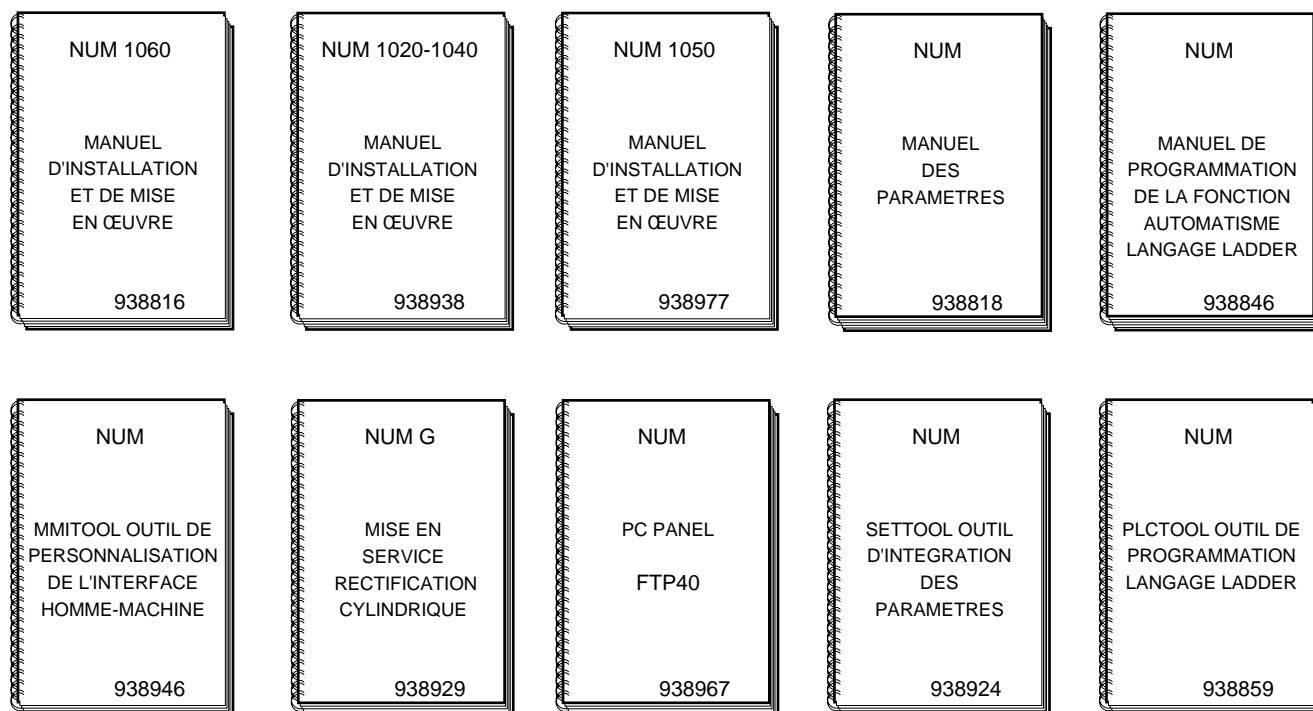 NUM 1060
MANUEL
D'INSTALLATION
ET DE MISE
EN ŒUVRE
938816
NUM 1020-1040
MANUEL
D'INSTALLATION
ET DE MISE
EN ŒUVRE
938938
NUM 1050
MANUEL
D'INSTALLATION
ET DE MISE
EN ŒUVRE
938977
NUM
MANUEL
DES
PARAMETRES
938818
NUM
MANUEL DE
PROGRAMMATION
DE LA FONCTION
AUTOMATISME
LANGAGE LADDER
938846
NUM
MMITOOL OUTIL DE
PERSONNALISATION
DE L'INTERFACE
HOMME-MACHINE
938946
NUM G
MISE EN
SERVICE
RECTIFICATION
CYLINDRIQUE
938929
NUM
PC PANEL
FTP40
938967
NUM
SETTOOL OUTIL
D'INTEGRATION
DES
PARAMETRES
938924
NUM
PLCTOOL OUTIL DE
PROGRAMMATION
LANGAGE LADDER
938859